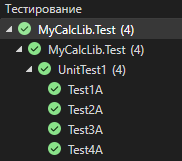 Тестирование
MyCalcLib.Test (4)
MyCalcLib.Test (4)
UnitTest1 (4)
Test1A
Test2A
Test3A
Test4A